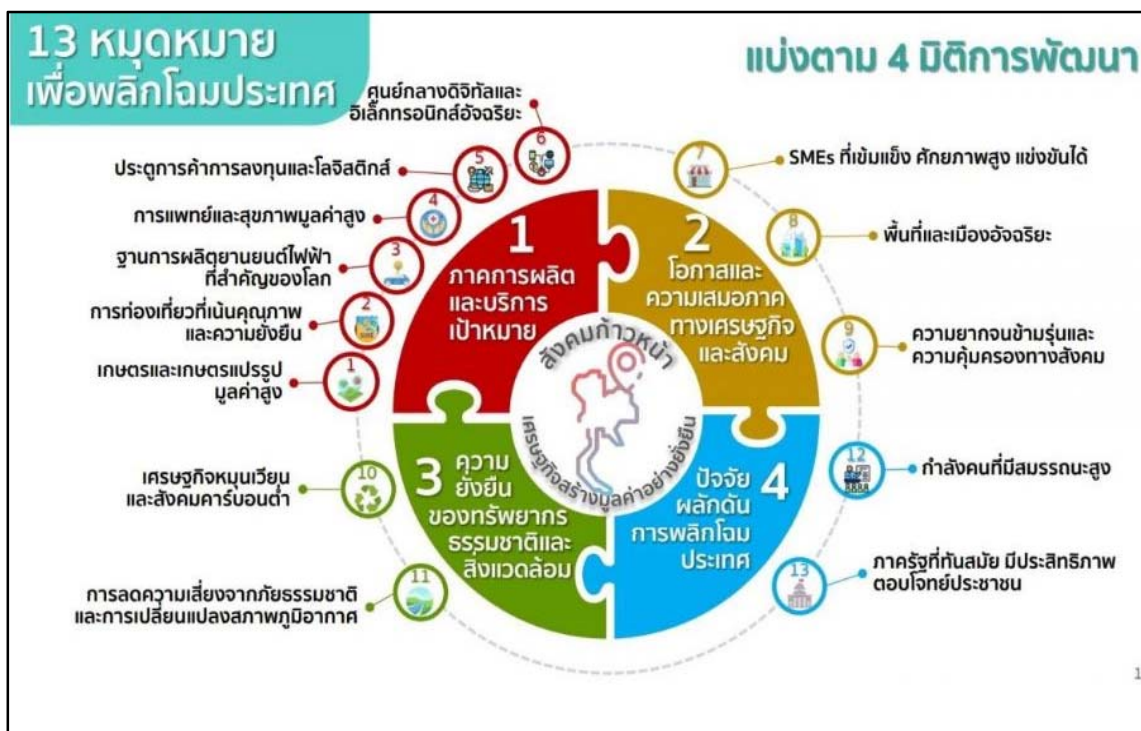 13 หมุดหมาย
เพื่อพลิกโฉมประเทศ
แบ่งตาม 4 มิติการพัฒนา
ศูนย์กลางดิจิทัลและ
อิเล็กทรอนิกส์อัจฉริยะ
6
ประตูการค้าการลงทุนและโลจิสติกส์
5
การแพทย์และสุขภาพมูลค่าสูง
4
ฐานการผลิตยานยนต์ไฟฟ้า
ที่สำคัญของโลก
3
การท่องเที่ยวที่เน้นคุณภาพ
และความยั่งยืน
2
เกษตรและเกษตรแปรรูป
มูลค่าสูง
1
1
ภาคการผลิต
และบริการ
เป้าหมาย
2
โอกาสและ
ความเสมอภาค
ทางเศรษฐกิจ
และสังคม
7
SMEs ที่เข้มแข็ง ศักยภาพสูง แข่งขันได้
8
พื้นที่และเมืองอัจฉริยะ
9
ความยากจนข้ามรุ่นและ
ความคุ้มครองทางสังคม
สังคมก้าวหน้า
เศรษฐกิจสร้างมูลค่าอย่างยั่งยืน
เศรษฐกิจหมุนเวียน
และสังคมคาร์บอนต่ำ
10
การลดความเสี่ยงจากภัยธรรมชาติ
และการเปลี่ยนแปลงสภาพภูมิอากาศ
11
3 ความ
ยั่งยืน
ของทรัพยากร
ธรรมชาติและ
สิ่งแวดล้อม
ปัจจัย 4
ผลักดัน
การพลิกโฉม
ประเทศ
12
กำลังคนที่มีสมรรถนะสูง
13
ภาครัฐที่ทันสมัย มีประสิทธิภาพ
ตอบโจทย์ประชาชน
1